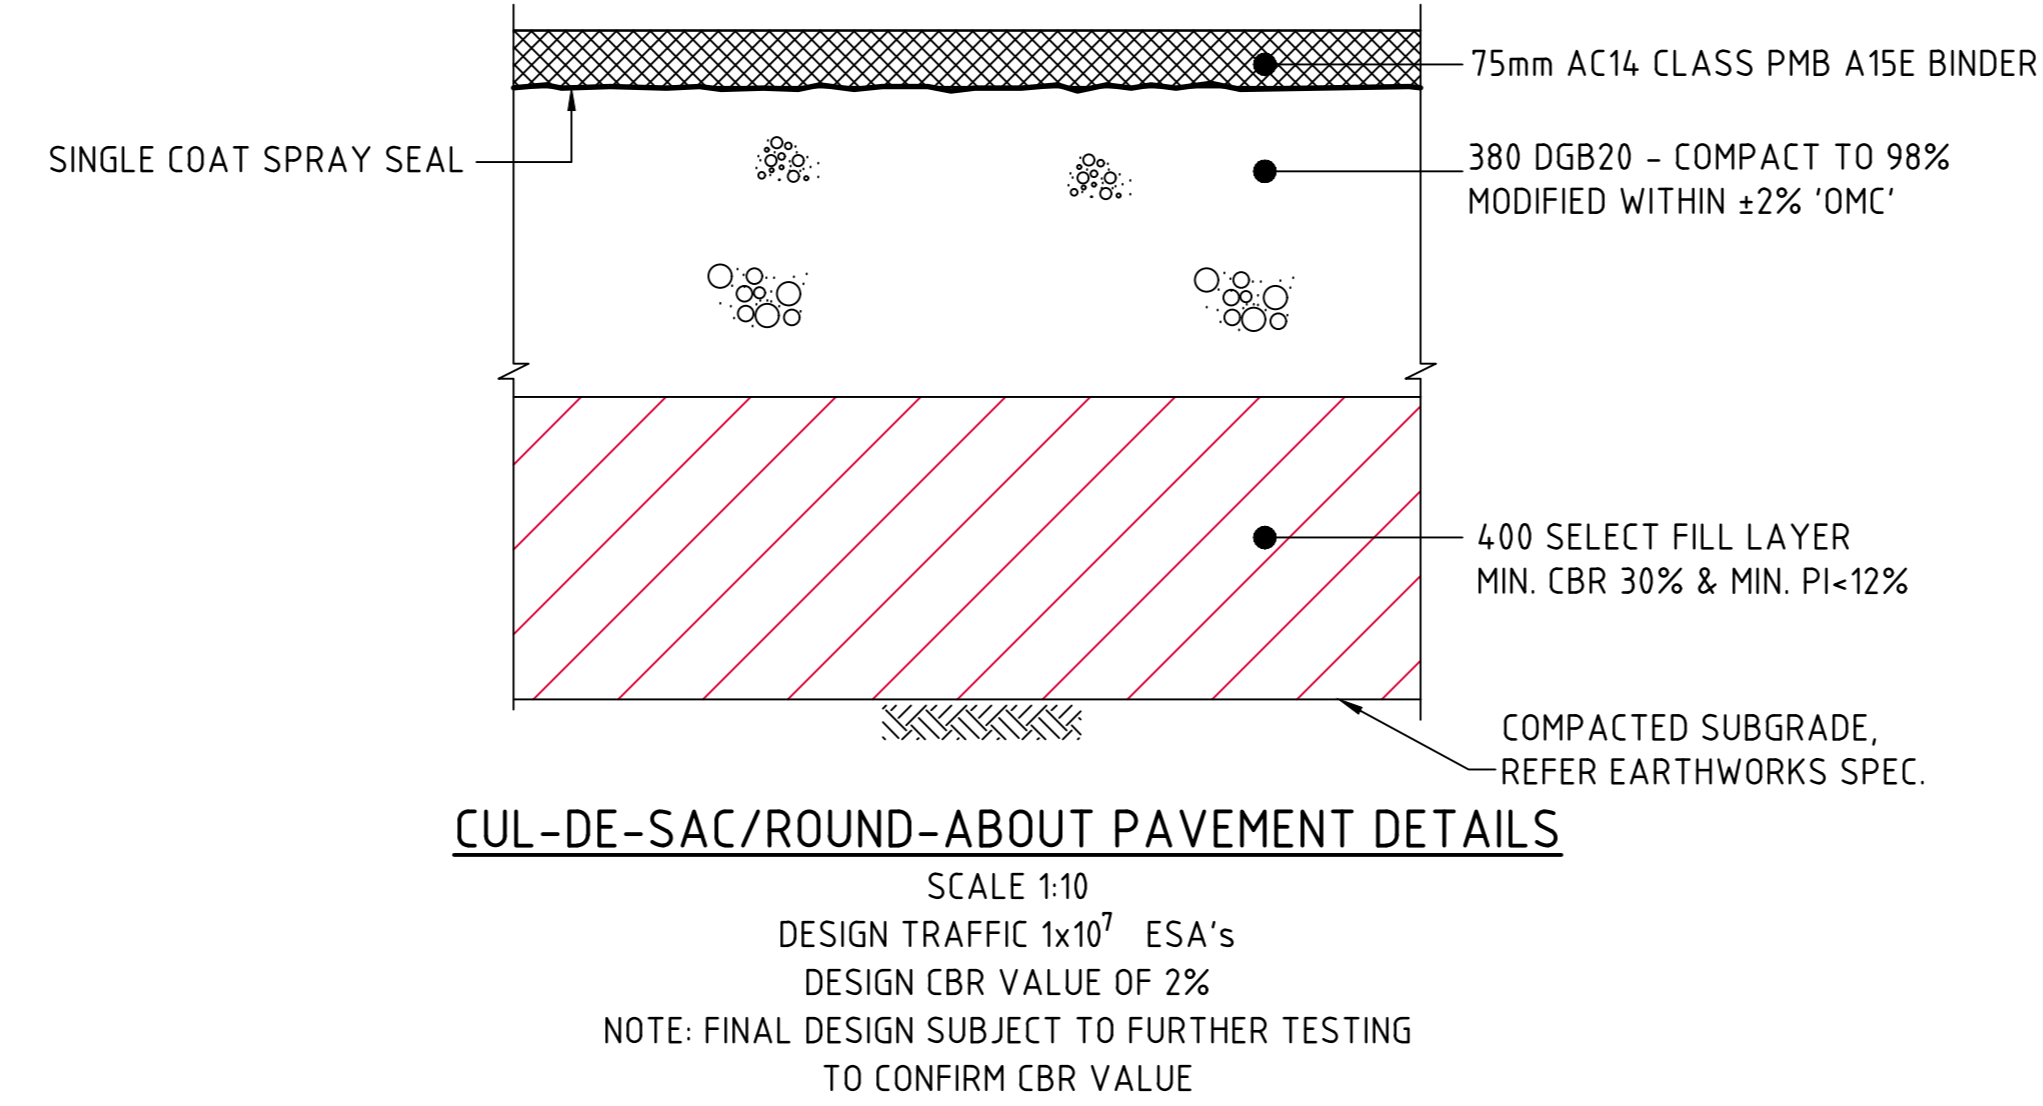 75mm AC14 CLASS PMB A15E BINDER
SINGLE COAT SPRAY SEAL
380 DGB20 - COMPACT TO 98%
MODIFIED WITHIN ±2% 'OMC'
400 SELECT FILL LAYER
MIN. CBR 30% & MIN. PI<12%
COMPACTED SUBGRADE,
REFER EARTHWORKS SPEC.
CUL-DE-SAC/ROUND-ABOUT PAVEMENT DETAILS
SCALE 1:10
DESIGN TRAFFIC 1x10⁷ ESA's
DESIGN CBR VALUE OF 2%
NOTE: FINAL DESIGN SUBJECT TO FURTHER TESTING
TO CONFIRM CBR VALUE